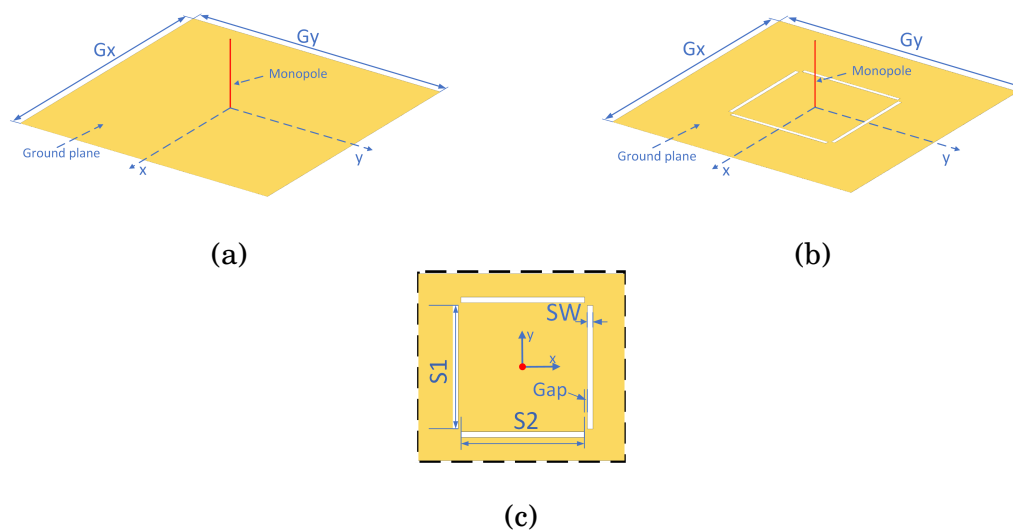 Gx
Gy
Monopole
Ground plane
x
y
(a)
Gx
Gy
Monopole
Ground plane
x
y
(b)
SW
y
x
S1
Gap
S2
(c)